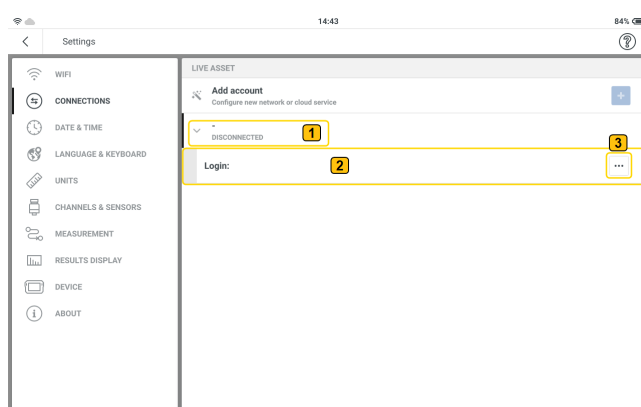 14:43
84%
Settings
WIFI
CONNECTIONS
DATE & TIME
LANGUAGE & KEYBOARD
UNITS
CHANNELS & SENSORS
MEASUREMENT
RESULTS DISPLAY
DEVICE
ABOUT
LIVE ASSET
Add account
Configure new network or cloud service
-
DISCONNECTED
1
3
Login:
2